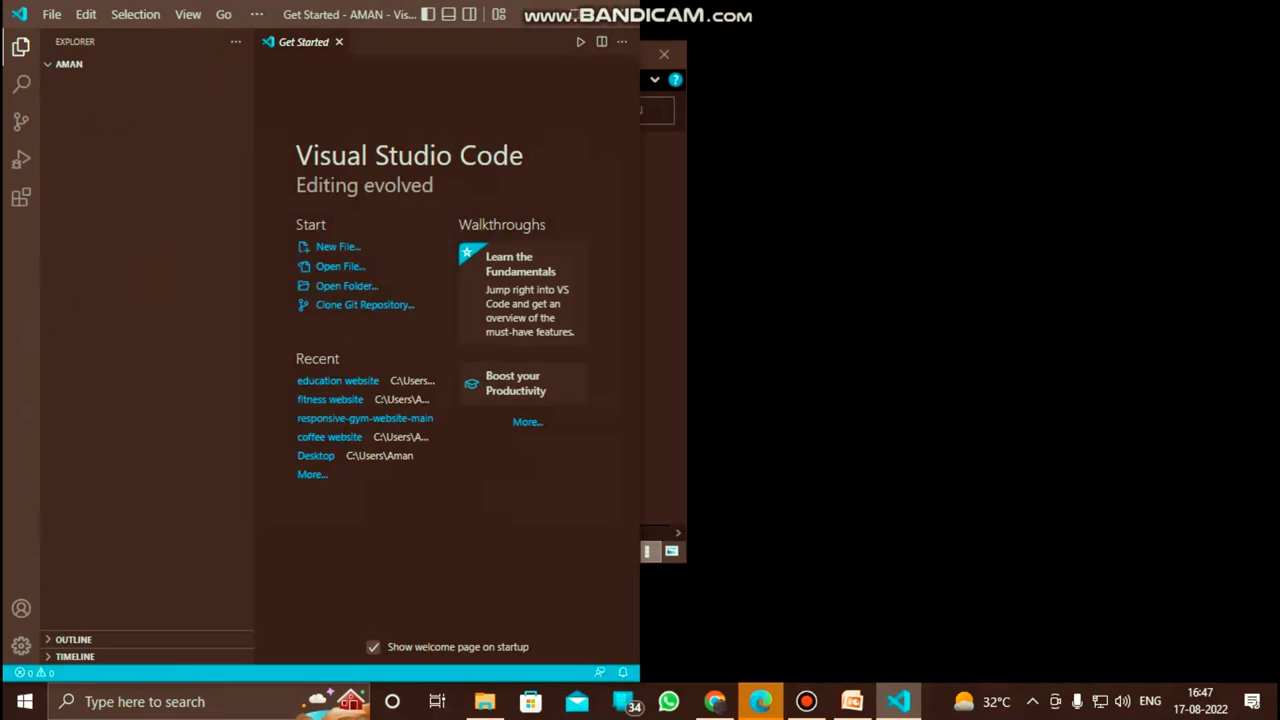 File Edit Selection View Go ··· Get Started - AMAN - Vis...
www.BANDICAM.com
EXPLORER ···
Get Started
AMAN
Visual Studio Code
Editing evolved
Start
New File...
Open File...
Open Folder...
Clone Git Repository...
Recent
education website C:\Users...
fitness website C:\Users\A...
responsive-gym-website-main
coffee website C:\Users\A...
Desktop C:\Users\Aman
More...
Walkthroughs
Learn the
Fundamentals
Jump right into VS
Code and get an
overview of the
must-have features.
Boost your
Productivity
More...
OUTLINE
TIMELINE
Show welcome page on startup
0 0
Type here to search
34
32°C
ENG
16:47
17-08-2022